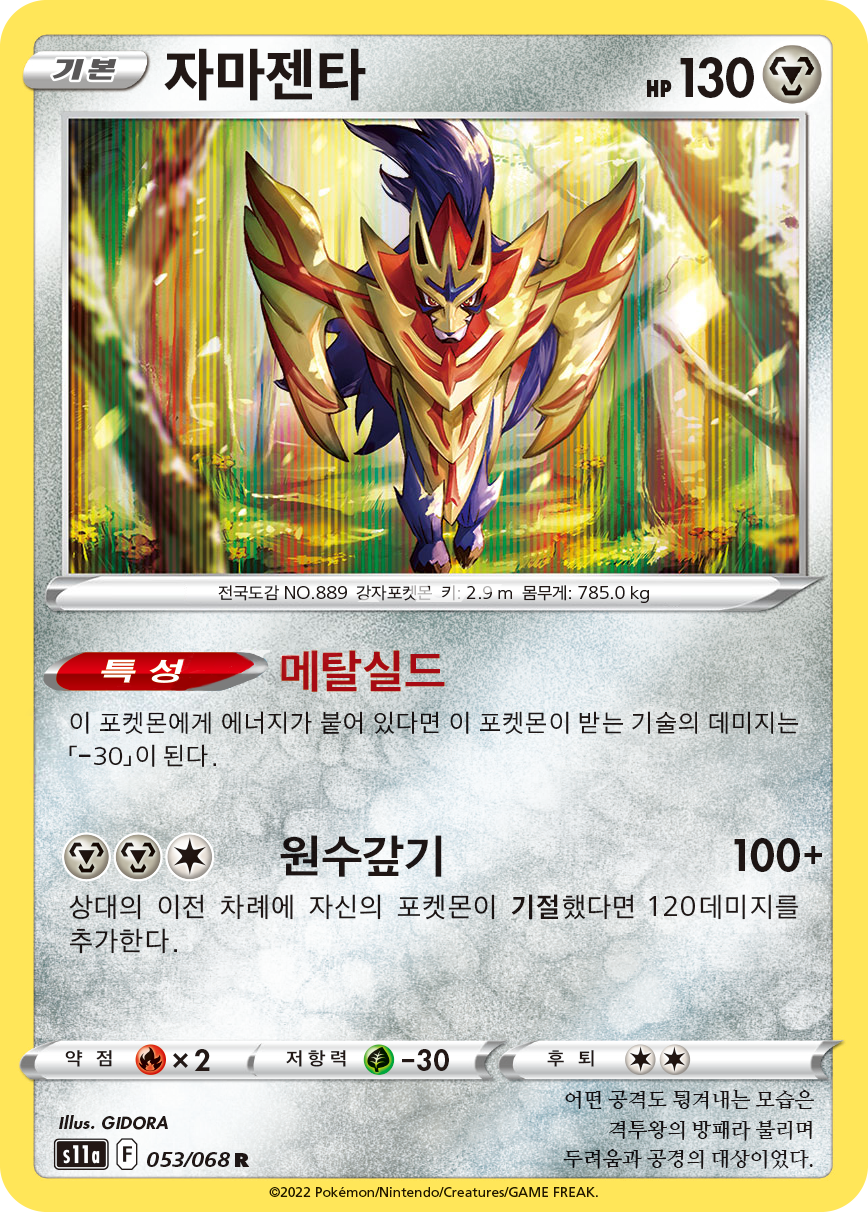 기본 자마젠타 HP 130
전국도감 NO.889 강자포켓몬 키: 2.9 m 몸무게: 785.0 kg
특성 메탈실드
이 포켓몬에게 에너지가 붙어 있다면 이 포켓몬이 받는 기술의 데미지는
「-30」이 된다.
원수갚기 100+
상대의 이전 차례에 자신의 포켓몬이 기절했다면 120데미지를
추가한다.
약점 ×2 저항력 -30 후퇴
어떤 공격도 튕겨내는 모습은
격투왕의 방패라 불리며
두려움과 공경의 대상이었다.
Illus. GIDORA
s11a F 053/068 R
©2022 Pokémon/Nintendo/Creatures/GAME FREAK.